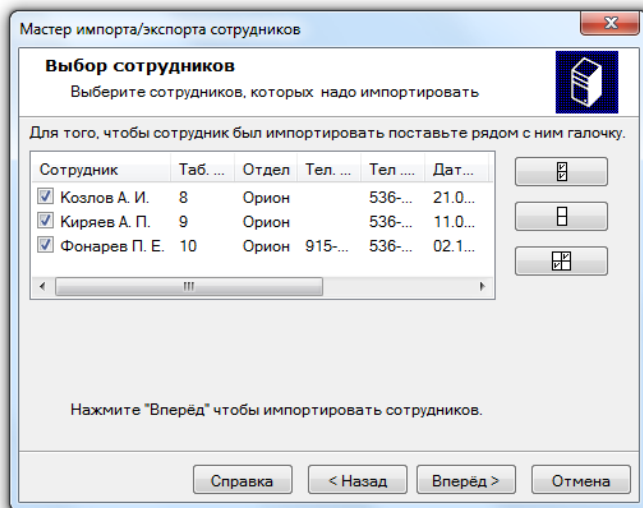 Мастер импорта/экспорта сотрудников
Выбор сотрудников
Выберите сотрудников, которых надо импортировать
Для того, чтобы сотрудник был импортировать поставьте рядом с ним галочку.
Сотрудник Таб. ... Отдел Тел. ... Тел .... Дат...
Козлов А. И. 8 Орион 536-... 21.0...
Киряев А. П. 9 Орион 536-... 11.0...
Фонарев П. Е. 10 Орион 915-... 536-... 02.1...
Нажмите "Вперёд" чтобы импортировать сотрудников.
Справка < Назад Вперёд > Отмена